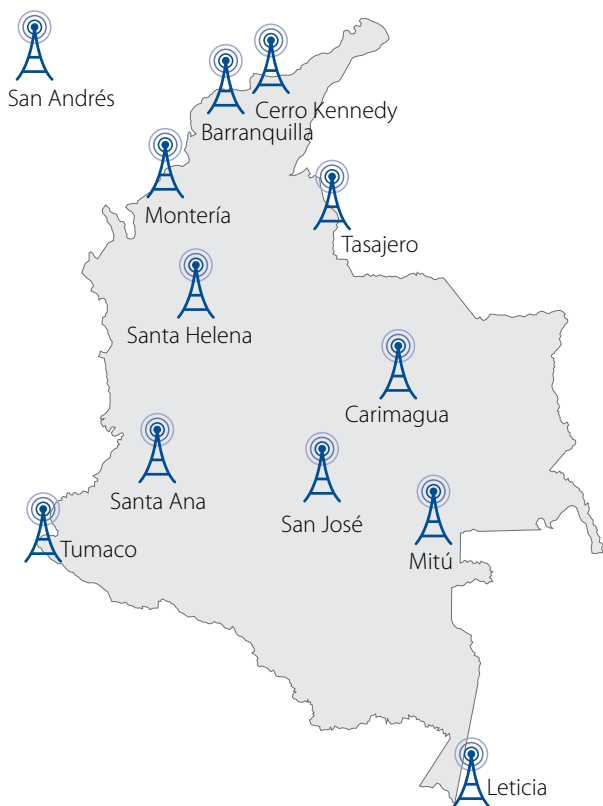 San Andrés
Cerro Kennedy
Barranquilla
Montería
Tasajero
Santa Helena
Carimagua
Santa Ana
San José
Tumaco
Mitú
Leticia